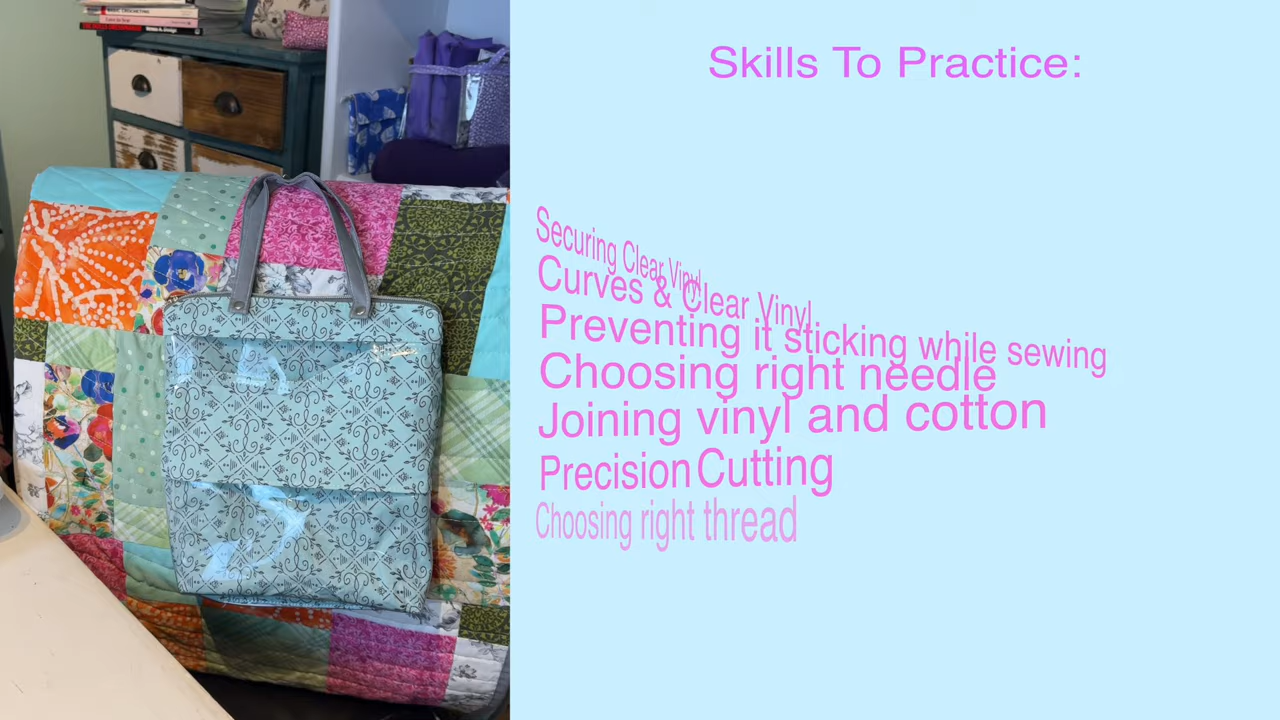 Skills To Practice:
Securing Clear Vinyl
Curves & Clear Vinyl
Preventing it sticking while sewing
Choosing right needle
Joining vinyl and cotton
Precision Cutting
Choosing right thread